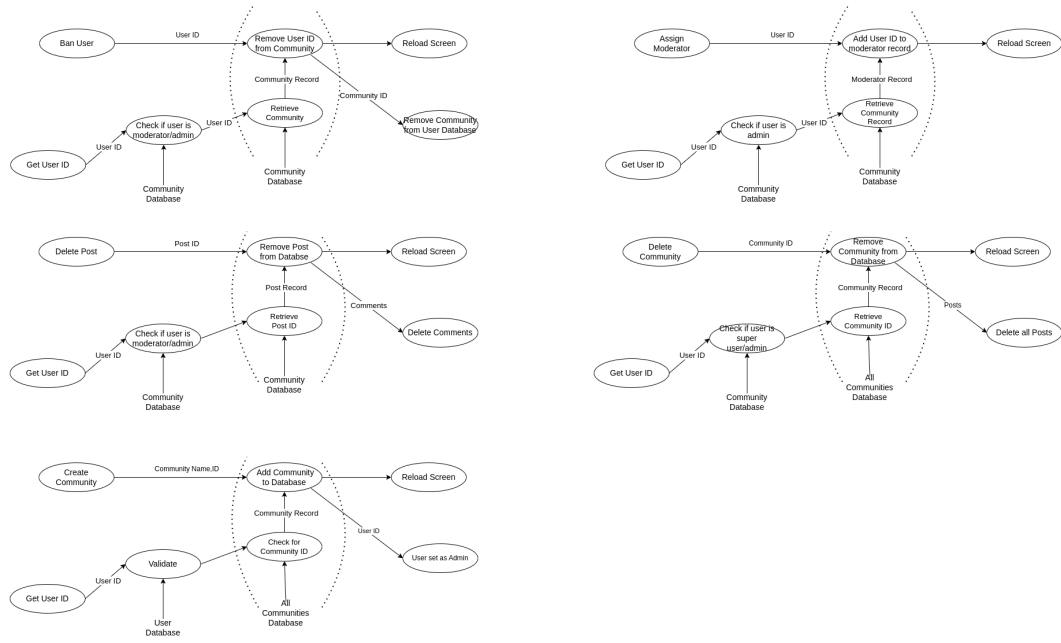 Ban User
User ID
Remove User ID
from Community
Reload Screen
Community Record
Community ID
Check if user is
moderator/admin
User ID
Retrieve
Community
Remove Community
from User Database
User ID
Get User ID
Community
Database
Community
Database
Assign
Moderator
User ID
Add User ID to
moderator record
Reload Screen
Moderator Record
Check if user is
admin
User ID
Retrieve
Community
Record
User ID
Get User ID
Community
Database
Community
Database
Delete Post
Post ID
Remove Post
from Databse
Reload Screen
Post Record
Comments
Check if user is
moderator/admin
Retrieve
Post ID
Delete Comments
User ID
Get User ID
Community
Database
Community
Database
Delete
Community
Community ID
Remove
Community from
Database
Reload Screen
Community Record
Posts
Check if user is
super
user/admin
Retrieve
Community ID
Delete all Posts
User ID
Get User ID
Community
Database
All
Communities
Database
Create
Community
Community Name,ID
Add Community
to Database
Reload Screen
Community Record
User ID
Validate
Check for
Community ID
User set as Admin
User ID
Get User ID
User
Database
All
Communities
Database